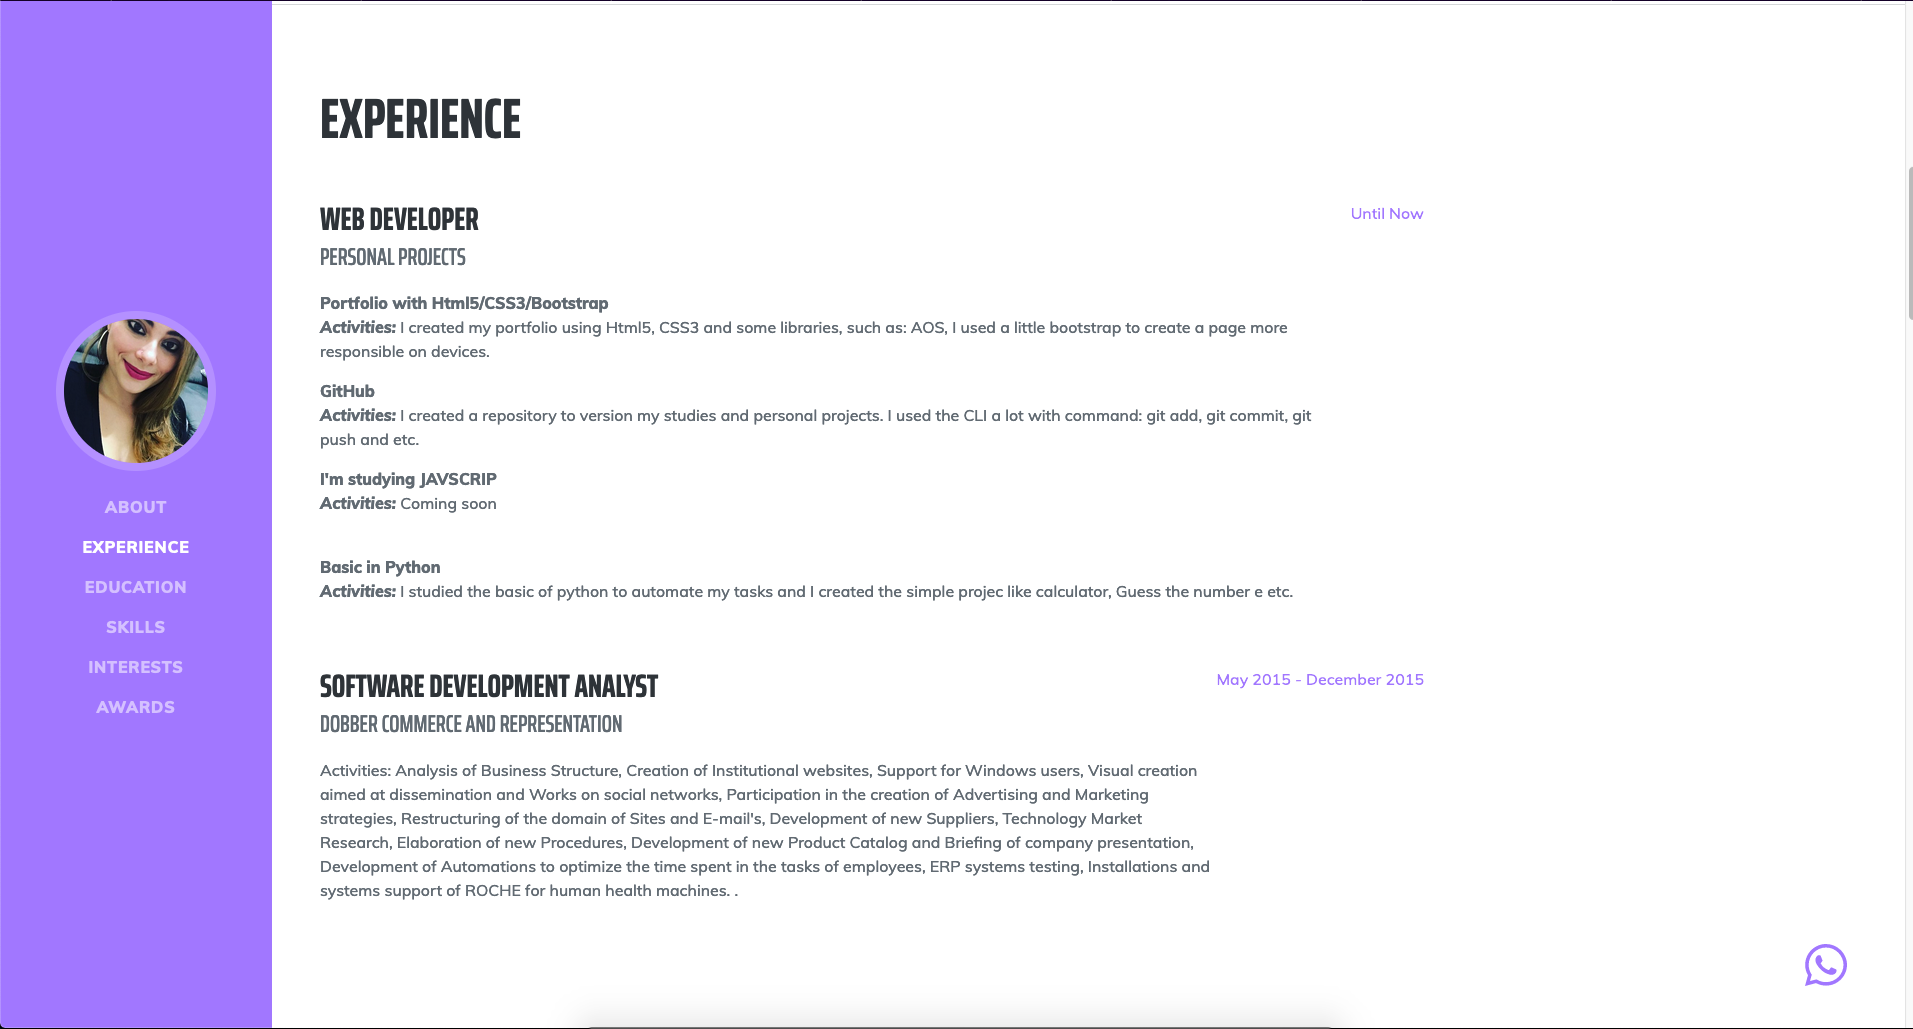 ABOUT
EXPERIENCE
EDUCATION
SKILLS
INTERESTS
AWARDS
EXPERIENCE
WEB DEVELOPER
Until Now
PERSONAL PROJECTS
Portfolio with Html5/CSS3/Bootstrap
Activities: I created my portfolio using Html5, CSS3 and some libraries, such as: AOS, I used a little bootstrap to create a page more
responsible on devices.
GitHub
Activities: I created a repository to version my studies and personal projects. I used the CLI a lot with command: git add, git commit, git
push and etc.
I'm studying JAVSCRIP
Activities: Coming soon
Basic in Python
Activities: I studied the basic of python to automate my tasks and I created the simple projec like calculator, Guess the number e etc.
SOFTWARE DEVELOPMENT ANALYST
May 2015 - December 2015
DOBBER COMMERCE AND REPRESENTATION
Activities: Analysis of Business Structure, Creation of Institutional websites, Support for Windows users, Visual creation
aimed at dissemination and Works on social networks, Participation in the creation of Advertising and Marketing
strategies, Restructuring of the domain of Sites and E-mail's, Development of new Suppliers, Technology Market
Research, Elaboration of new Procedures, Development of new Product Catalog and Briefing of company presentation,
Development of Automations to optimize the time spent in the tasks of employees, ERP systems testing, Installations and
systems support of ROCHE for human health machines. .